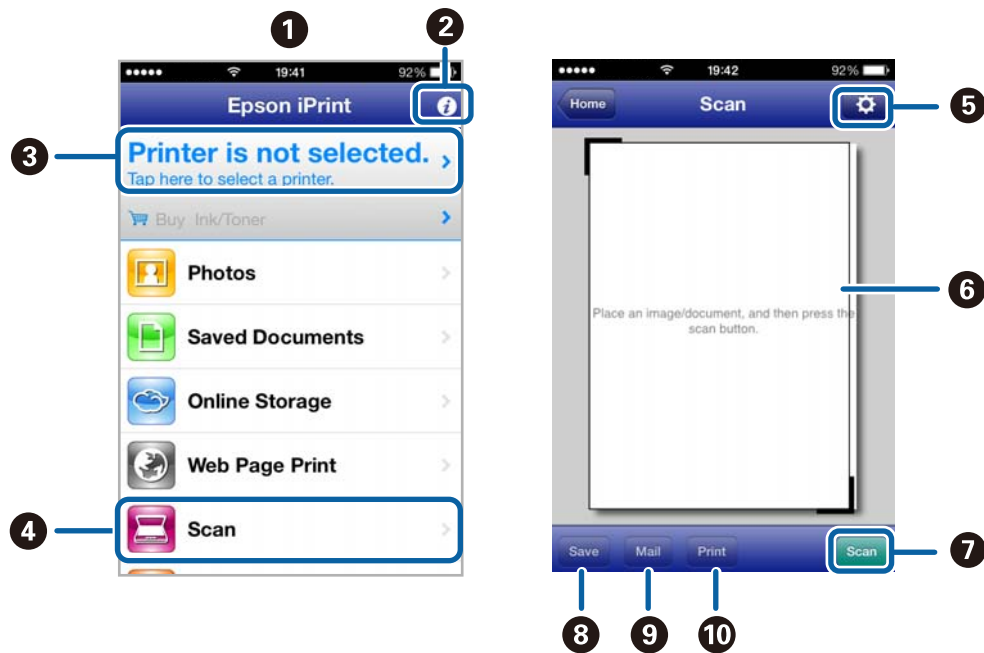 1
2
19:41
92%
Epson iPrint
i
3
Printer is not selected.
Tap here to select a printer.
Buy Ink/Toner
Photos
Saved Documents
Online Storage
Web Page Print
4
Scan
19:42
92%
Home
Scan
5
6
Place an image/document, and then press the
scan button.
Save
Mail
Print
Scan
7
8
9
10